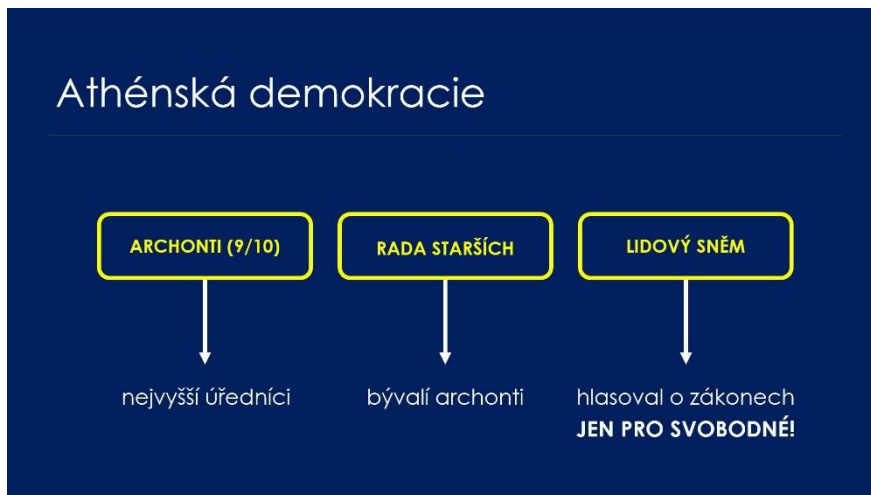 Athénská demokracie
ARCHONTI (9/10)
RADA STARŠÍCH
LIDOVÝ SNĚM
nejvyšší úředníci
bývalí archonti
hlasoval o zákonech
JEN PRO SVOBODNÉ!